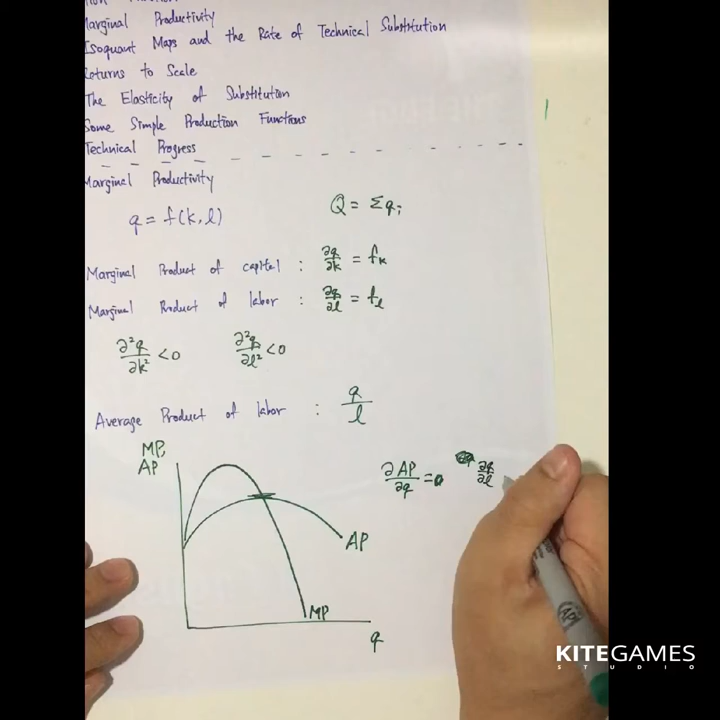 Marginal Productivity
Isoquant Maps and the Rate of Technical Substitution
Returns to Scale
The Elasticity of Substitution
Some Simple Production Functions
Technical Progress
Marginal Productivity
q = f(k, l)
Q = Σqᵢ
Marginal Product of capital : ∂q/∂k = fₖ
Marginal Product of labor : ∂q/∂l = fₗ
∂²q/∂k² < 0 ∂²q/∂l² < 0
Average Product of labor : q/l
MP,
AP
∂AP/∂q = 0 ∂q/∂l
AP
MP
q
KITEGAMES
STUDIO